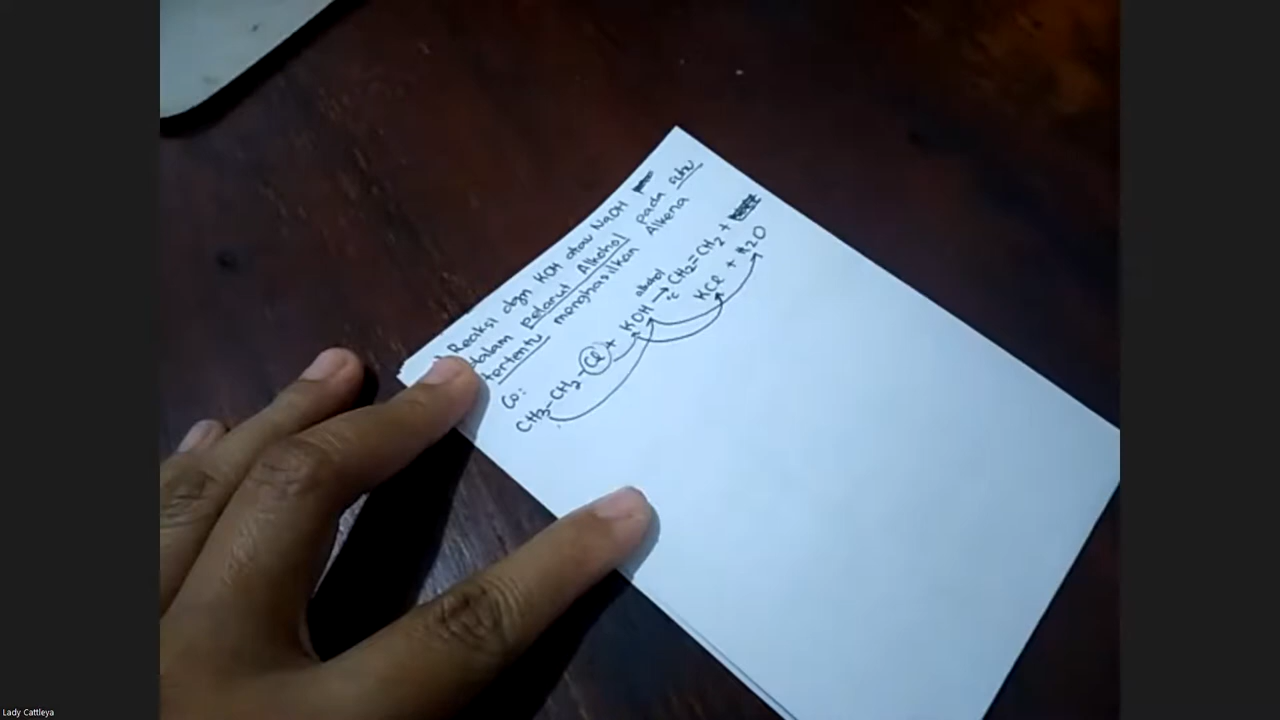 Reaksi dgn KOH atau NaOH
dalam pelarut Alkohol pada suhu
tertentu menghasilkan Alkena
Co:
CH3-CH2-Cl + KOH alkohol → °C CH2=CH2 +
KCl + H2O
Lady Cattleya